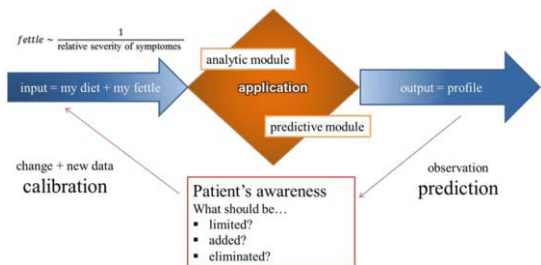 fettle ~ 1 / relative severity of symptomes
analytic module
input = my diet + my fettle
application
output = profile
predictive module
change + new data
calibration
observation
prediction
Patient's awareness
What should be…
▪ limited?
▪ added?
▪ eliminated?